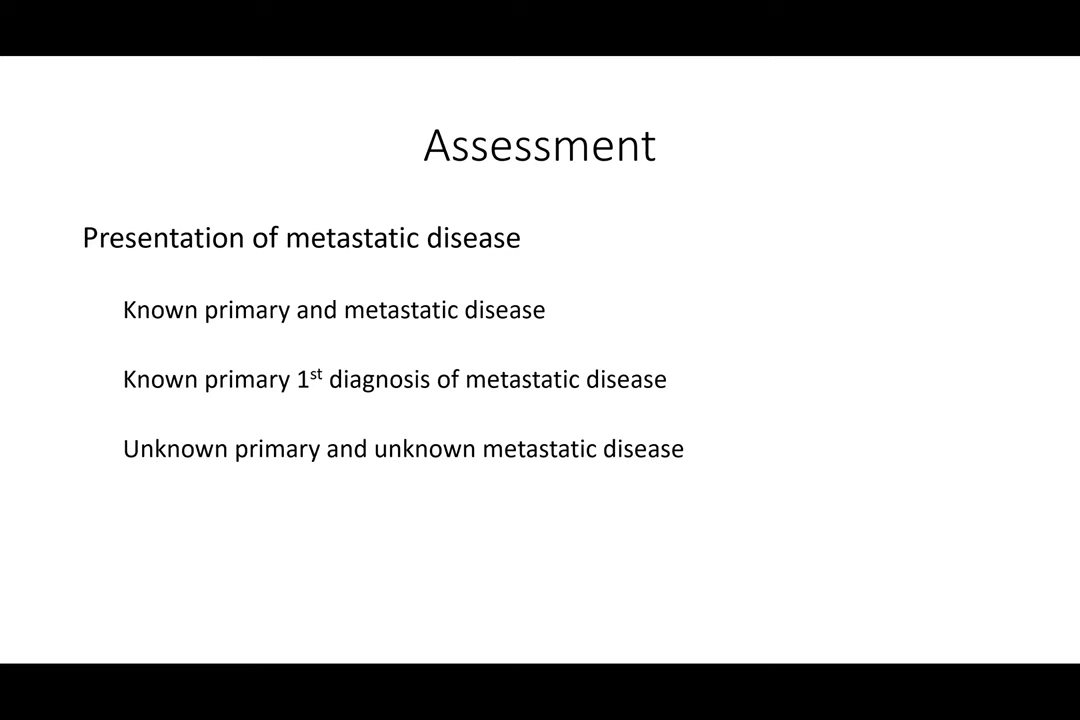 Assessment
Presentation of metastatic disease
Known primary and metastatic disease
Known primary 1st diagnosis of metastatic disease
Unknown primary and unknown metastatic disease